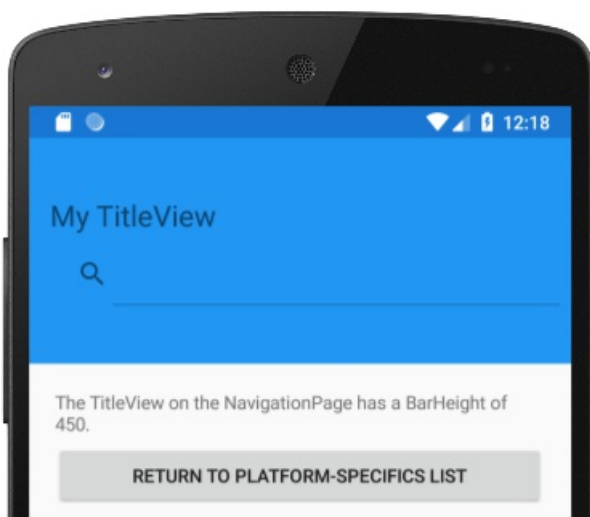 12:18
My TitleView
The TitleView on the NavigationPage has a BarHeight of
450.
RETURN TO PLATFORM-SPECIFICS LIST